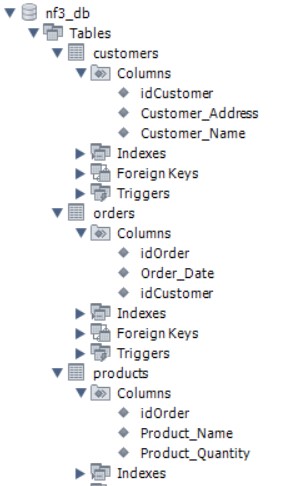 nf3_db
Tables
customers
Columns
idCustomer
Customer_Address
Customer_Name
Indexes
Foreign Keys
Triggers
orders
Columns
idOrder
Order_Date
idCustomer
Indexes
Foreign Keys
Triggers
products
Columns
idOrder
Product_Name
Product_Quantity
Indexes